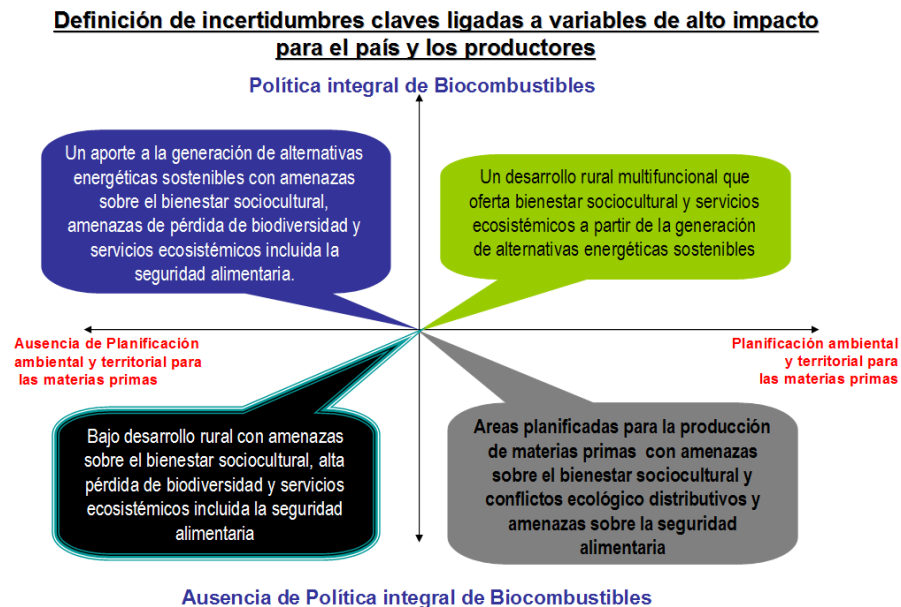 Definición de incertidumbres claves ligadas a variables de alto impacto
para el país y los productores
Política integral de Biocombustibles
Un aporte a la generación de alternativas
energéticas sostenibles con amenazas
sobre el bienestar sociocultural,
amenazas de pérdida de biodiversidad y
servicios ecosistémicos incluida la
seguridad alimentaria.
Un desarrollo rural multifuncional que
oferta bienestar sociocultural y servicios
ecosistémicos a partir de la generación
de alternativas energéticas sostenibles
Ausencia de Planificación
ambiental y territorial para
las materias primas
Planificación ambiental
y territorial para
las materias primas
Bajo desarrollo rural con amenazas
sobre el bienestar sociocultural, alta
pérdida de biodiversidad y servicios
ecosistémicos incluida la seguridad
alimentaria
Areas planificadas para la producción
de materias primas con amenazas
sobre el bienestar sociocultural y
conflictos ecológico distributivos y
amenazas sobre la seguridad
alimentaria
Ausencia de Política integral de Biocombustibles